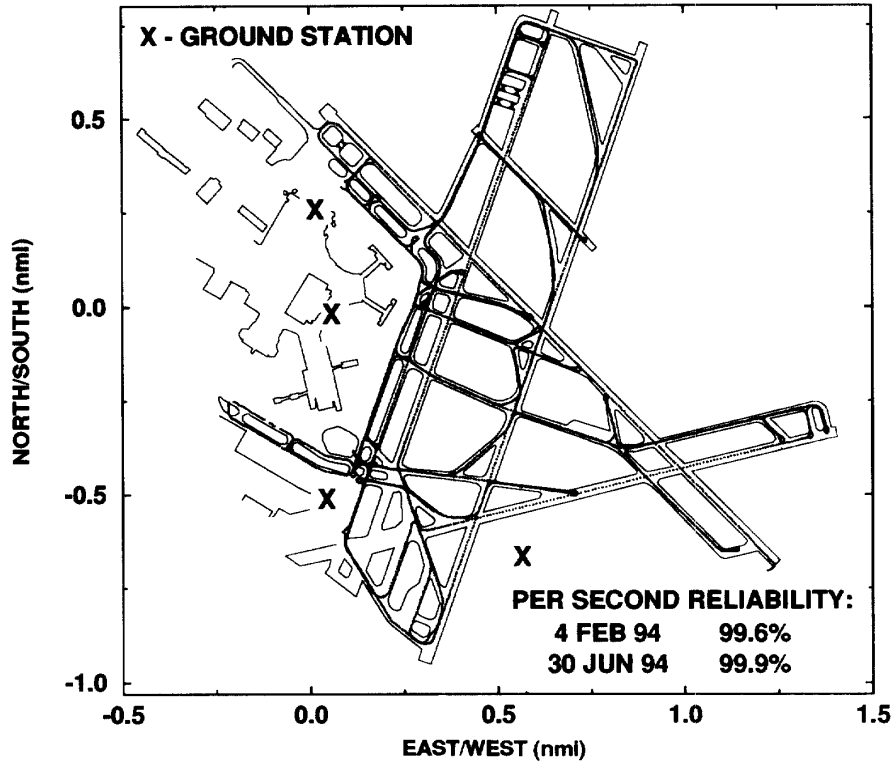 X - GROUND STATION
0.5
X
0.0
X
NORTH/SOUTH (nmi)
-0.5
X
X
PER SECOND RELIABILITY:
4 FEB 94 99.6%
30 JUN 94 99.9%
-1.0
-0.5 0.0 0.5 1.0 1.5
EAST/WEST (nmi)